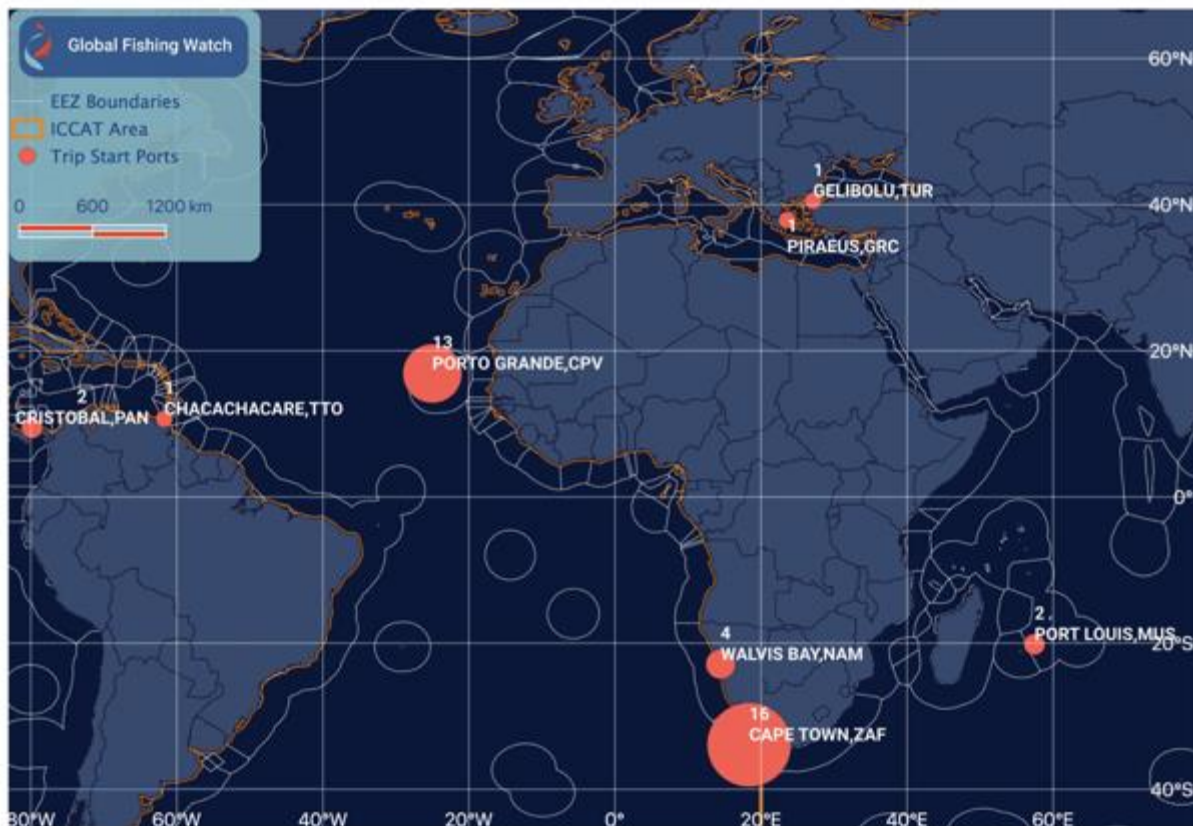 Global Fishing Watch
EEZ Boundaries
ICCAT Area
Trip Start Ports
0 600 1200 km
60°N
1
GELIBOLU,TUR
40°N
1
PIRAEUS,GRC
20°N
13
PORTO GRANDE,CPV
2
CRISTOBAL,PAN
1
CHACACHACARE,TTO
0°
2
PORT LOUIS,MUS
20°S
4
WALVIS BAY,NAM
16
CAPE TOWN,ZAF
40°S
80°W 60°W 40°W 20°W 0° 20°E 40°E 60°E